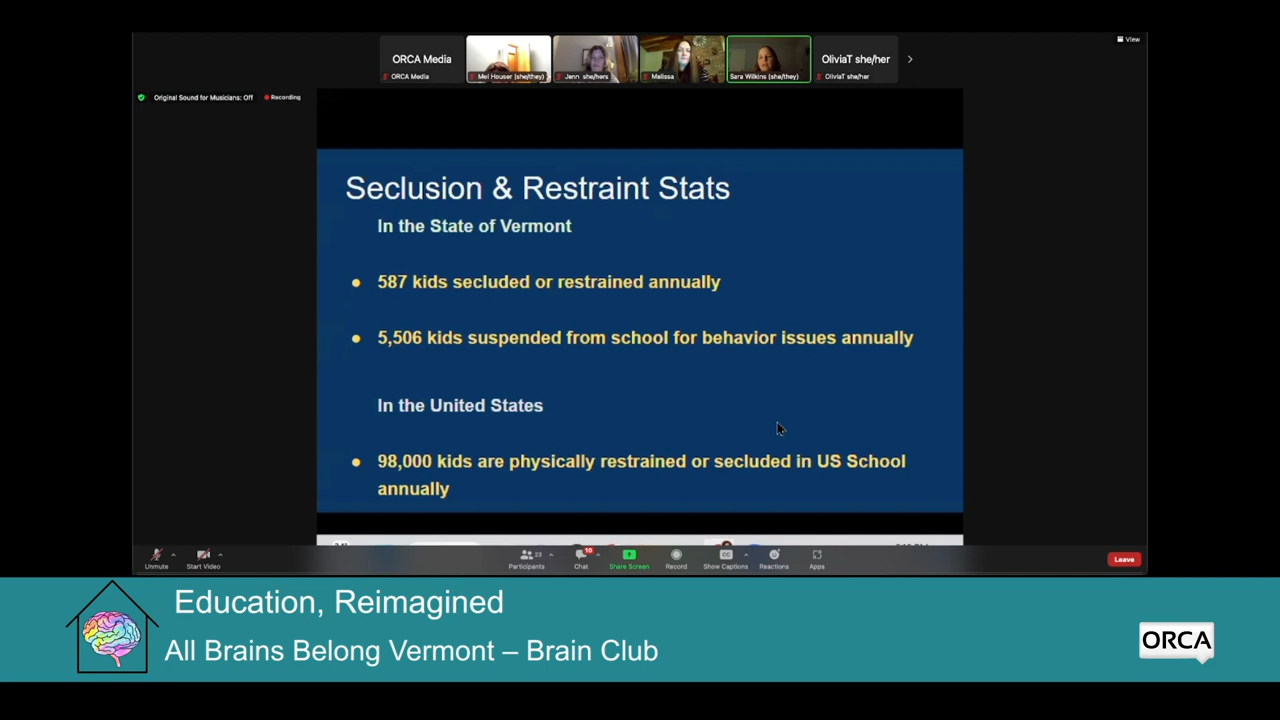 View
ORCA Media
OliviaT she/her
ORCA Media
Mel Houser (she/they)
Jenn she/hers
Melissa
Sara Wilkins (she/they)
OliviaT she/her
Original Sound for Musicians: Off
Recording
Seclusion & Restraint Stats
In the State of Vermont
587 kids secluded or restrained annually
5,506 kids suspended from school for behavior issues annually
In the United States
98,000 kids are physically restrained or secluded in US School
annually
23
10
CC
Unmute
Start Video
Participants
Chat
Share Screen
Record
Show Captions
Reactions
Apps
Leave
Education, Reimagined
All Brains Belong Vermont – Brain Club
ORCA